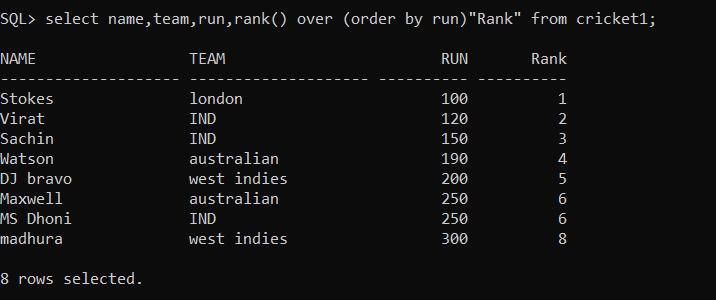 SQL> select name,team,run,rank() over (order by run)"Rank" from cricket1;
NAME                 TEAM                        RUN       Rank
-------------------- -------------------- ---------- ----------
Stokes               london                      100          1
Virat                IND                         120          2
Sachin               IND                         150          3
Watson               australian                  190          4
DJ bravo             west indies                 200          5
Maxwell              australian                  250          6
MS Dhoni             IND                         250          6
madhura              west indies                 300          8
8 rows selected.